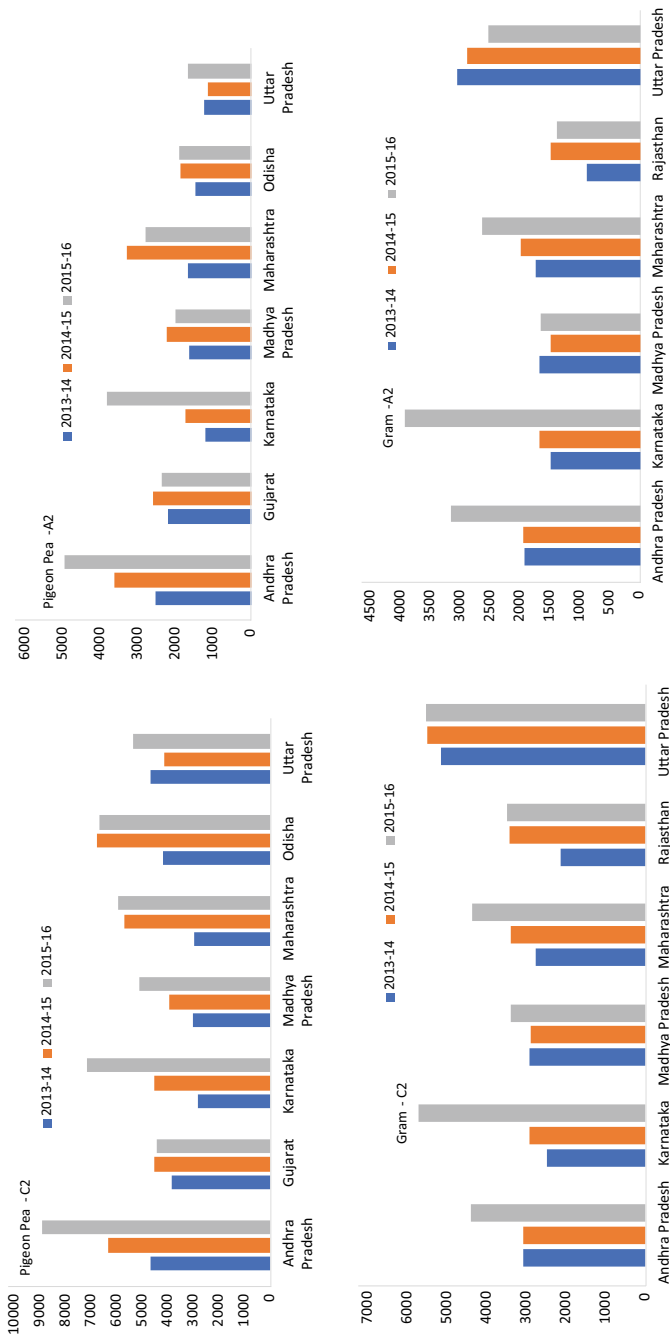 Pigeon Pea - C2
2013-14 2014-15 2015-16
10000
9000
8000
7000
6000
5000
4000
3000
2000
1000
0
Andhra Pradesh
Gujarat
Karnataka
Madhya Pradesh
Maharashtra
Odisha
Uttar Pradesh
Pigeon Pea -A2
2013-14 2014-15 2015-16
6000
5000
4000
3000
2000
1000
0
Andhra Pradesh
Gujarat
Karnataka
Madhya Pradesh
Maharashtra
Odisha
Uttar Pradesh
Gram - C2
2013-14 2014-15 2015-16
7000
6000
5000
4000
3000
2000
1000
0
Andhra Pradesh
Karnataka
Madhya Pradesh
Maharashtra
Rajasthan
Uttar Pradesh
Gram -A2
2013-14 2014-15 2015-16
4500
4000
3500
3000
2500
2000
1500
1000
500
0
Andhra Pradesh
Karnataka
Madhya Pradesh
Maharashtra
Rajasthan
Uttar Pradesh